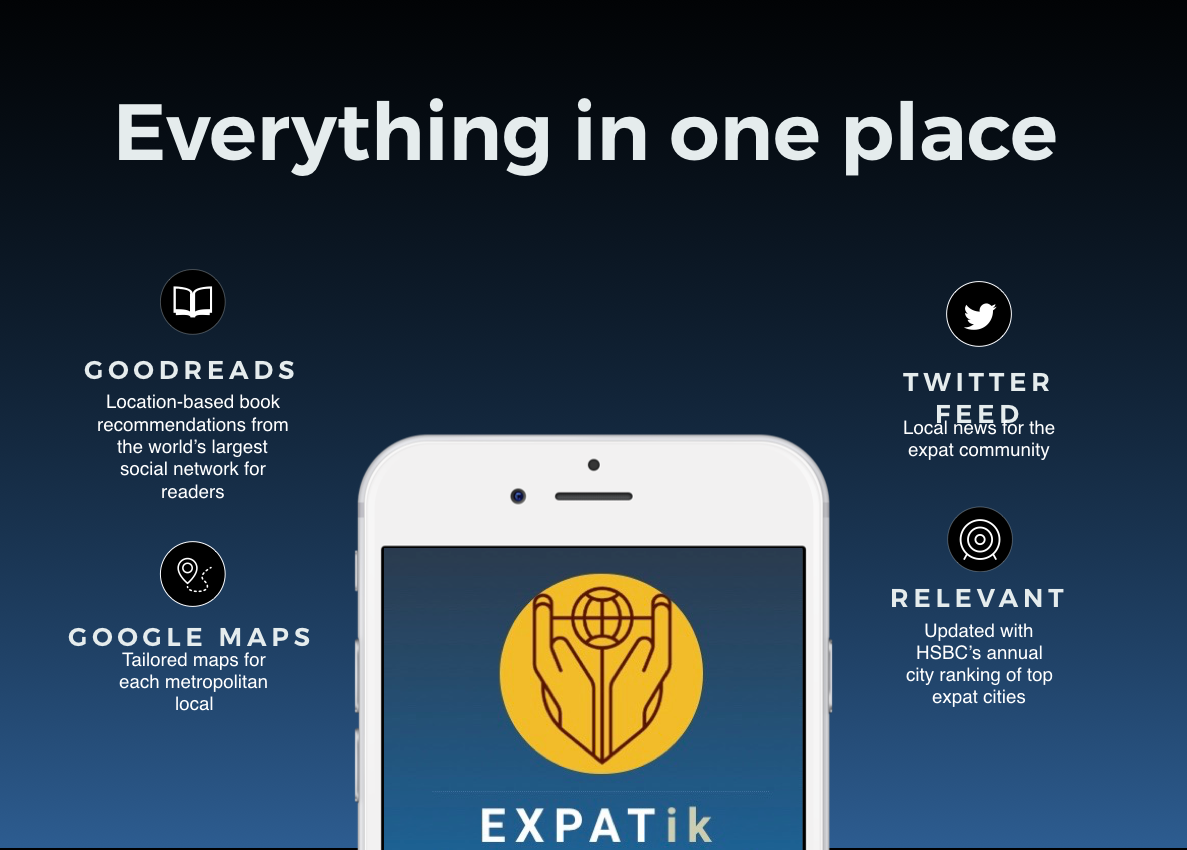 Everything in one place
GOODREADS
Location-based book
recommendations from
the world’s largest
social network for
readers
GOOGLE MAPS
Tailored maps for
each metropolitan
local
TWITTER
FEED
Local news for the
expat community
RELEVANT
Updated with
HSBC’s annual
city ranking of top
expat cities
EXPATik